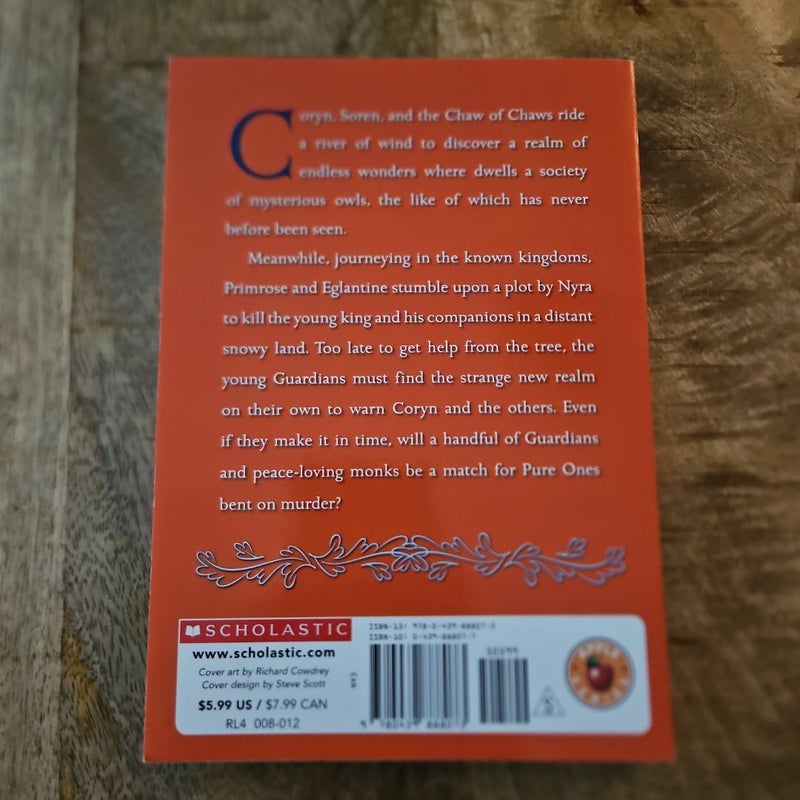 Coryn, Soren, and the Chaw of Chaws ride
a river of wind to discover a realm of
endless wonders where dwells a society
of mysterious owls, the like of which has never
before been seen.
Meanwhile, journeying in the known kingdoms,
Primrose and Eglantine stumble upon a plot by Nyra
to kill the young king and his companions in a distant
snowy land. Too late to get help from the tree, the
young Guardians must find the strange new realm
on their own to warn Coryn and the others. Even
if they make it in time, will a handful of Guardians
and peace-loving monks be a match for Pure Ones
bent on murder?
SCHOLASTIC
www.scholastic.com
Cover art by Richard Cowdrey
Cover design by Steve Scott
$5.99 US / $7.99 CAN
RL4 008-012
ISBN-13:
ISBN-10:
50599
APPLE